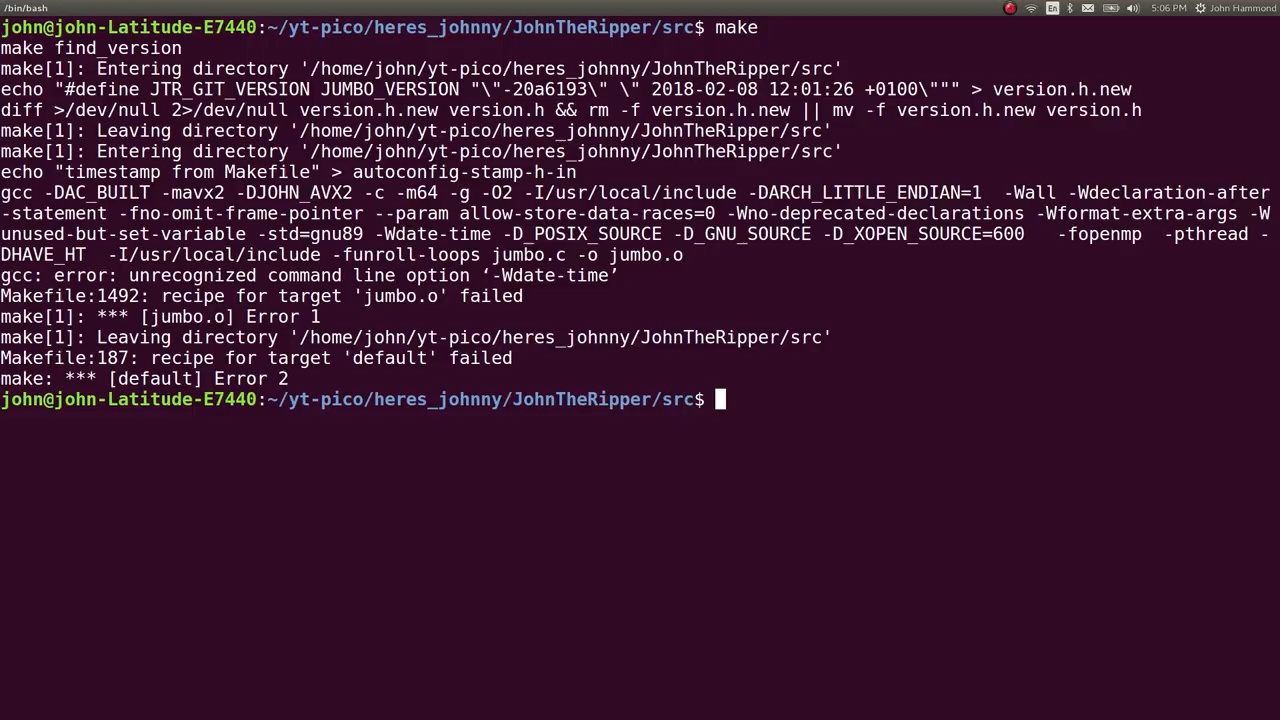 /bin/bash
En
5:06 PM
John Hammond
john@john-Latitude-E7440:~/yt-pico/heres_johnny/JohnTheRipper/src$ make
make find_version
make[1]: Entering directory '/home/john/yt-pico/heres_johnny/JohnTheRipper/src'
echo "#define JTR_GIT_VERSION JUMBO_VERSION "\"-20a6193\" \" 2018-02-08 12:01:26 +0100\""" > version.h.new
diff >/dev/null 2>/dev/null version.h.new version.h && rm -f version.h.new || mv -f version.h.new version.h
make[1]: Leaving directory '/home/john/yt-pico/heres_johnny/JohnTheRipper/src'
make[1]: Entering directory '/home/john/yt-pico/heres_johnny/JohnTheRipper/src'
echo "timestamp from Makefile" > autoconfig-stamp-h-in
gcc -DAC_BUILT -mavx2 -DJOHN_AVX2 -c -m64 -g -O2 -I/usr/local/include -DARCH_LITTLE_ENDIAN=1  -Wall -Wdeclaration-after
-statement -fno-omit-frame-pointer --param allow-store-data-races=0 -Wno-deprecated-declarations -Wformat-extra-args -W
unused-but-set-variable -std=gnu89 -Wdate-time -D_POSIX_SOURCE -D_GNU_SOURCE -D_XOPEN_SOURCE=600   -fopenmp  -pthread -
DHAVE_HT  -I/usr/local/include -funroll-loops jumbo.c -o jumbo.o
gcc: error: unrecognized command line option ‘-Wdate-time’
Makefile:1492: recipe for target 'jumbo.o' failed
make[1]: *** [jumbo.o] Error 1
make[1]: Leaving directory '/home/john/yt-pico/heres_johnny/JohnTheRipper/src'
Makefile:187: recipe for target 'default' failed
make: *** [default] Error 2
john@john-Latitude-E7440:~/yt-pico/heres_johnny/JohnTheRipper/src$